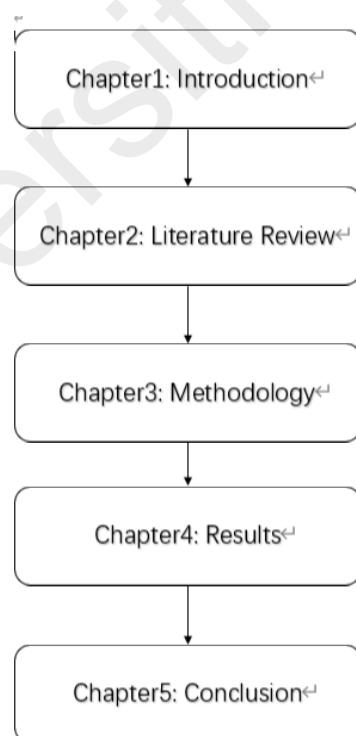 Chapter1: Introduction↵
Chapter2: Literature Review↵
Chapter3: Methodology↵
Chapter4: Results↵
Chapter5: Conclusion↵